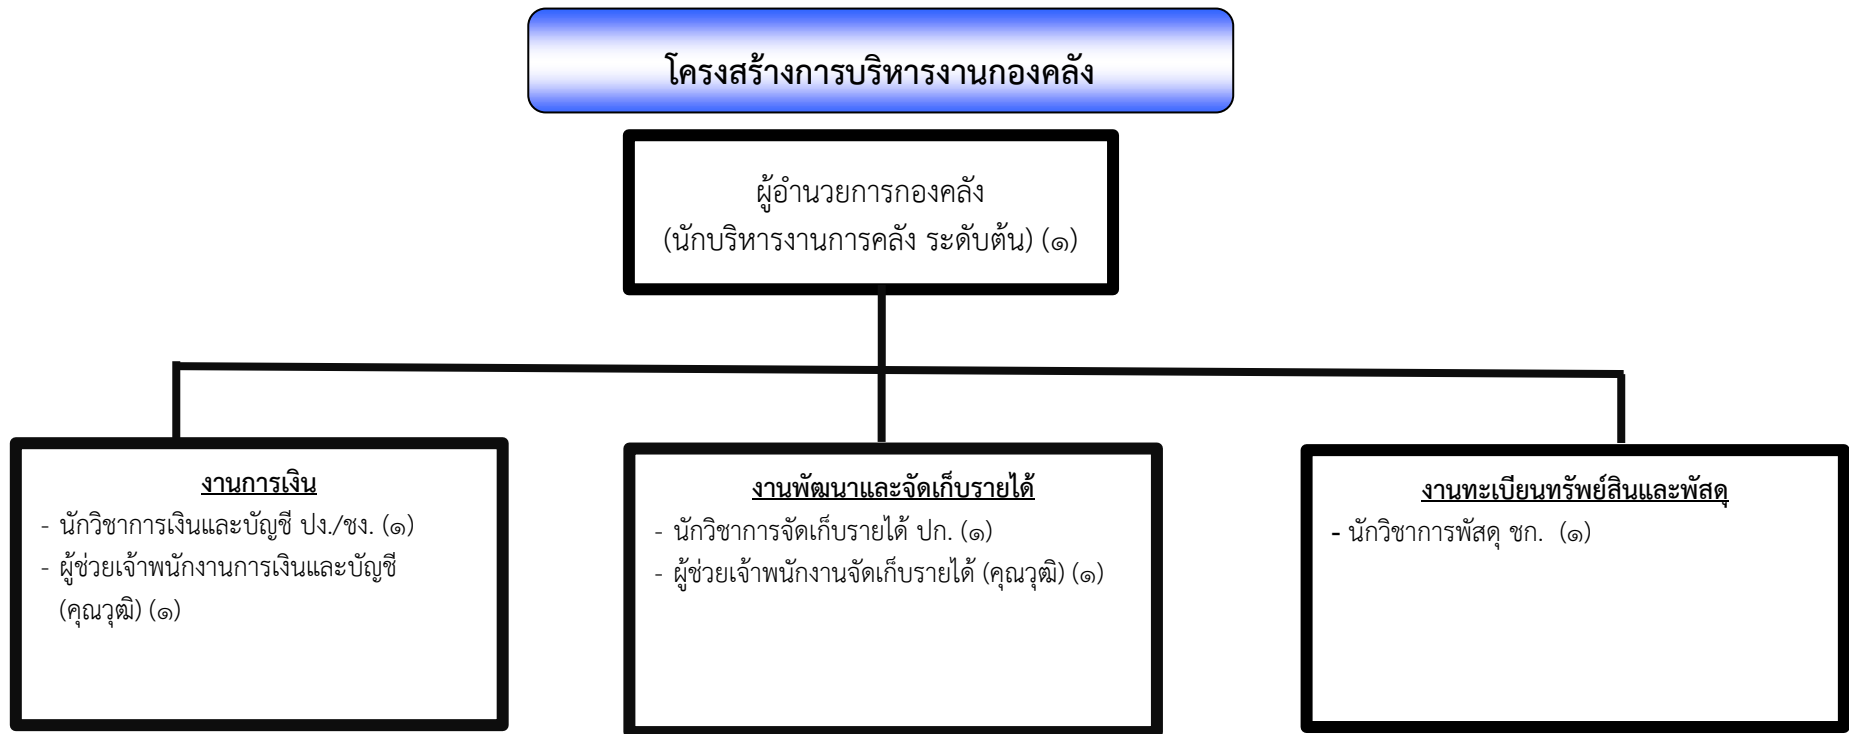 โครงสร้างการบริหารงานกองคลัง
ผู้อำนวยการกองคลัง
(นักบริหารงานการคลัง ระดับต้น) (๑)
งานการเงิน
- นักวิชาการเงินและบัญชี ปง./ชง. (๑)
- ผู้ช่วยเจ้าพนักงานการเงินและบัญชี
(คุณวุฒิ) (๑)
งานพัฒนาและจัดเก็บรายได้
- นักวิชาการจัดเก็บรายได้ ปก. (๑)
- ผู้ช่วยเจ้าพนักงานจัดเก็บรายได้ (คุณวุฒิ) (๑)
งานทะเบียนทรัพย์สินและพัสดุ
- นักวิชาการพัสดุ ชก. (๑)